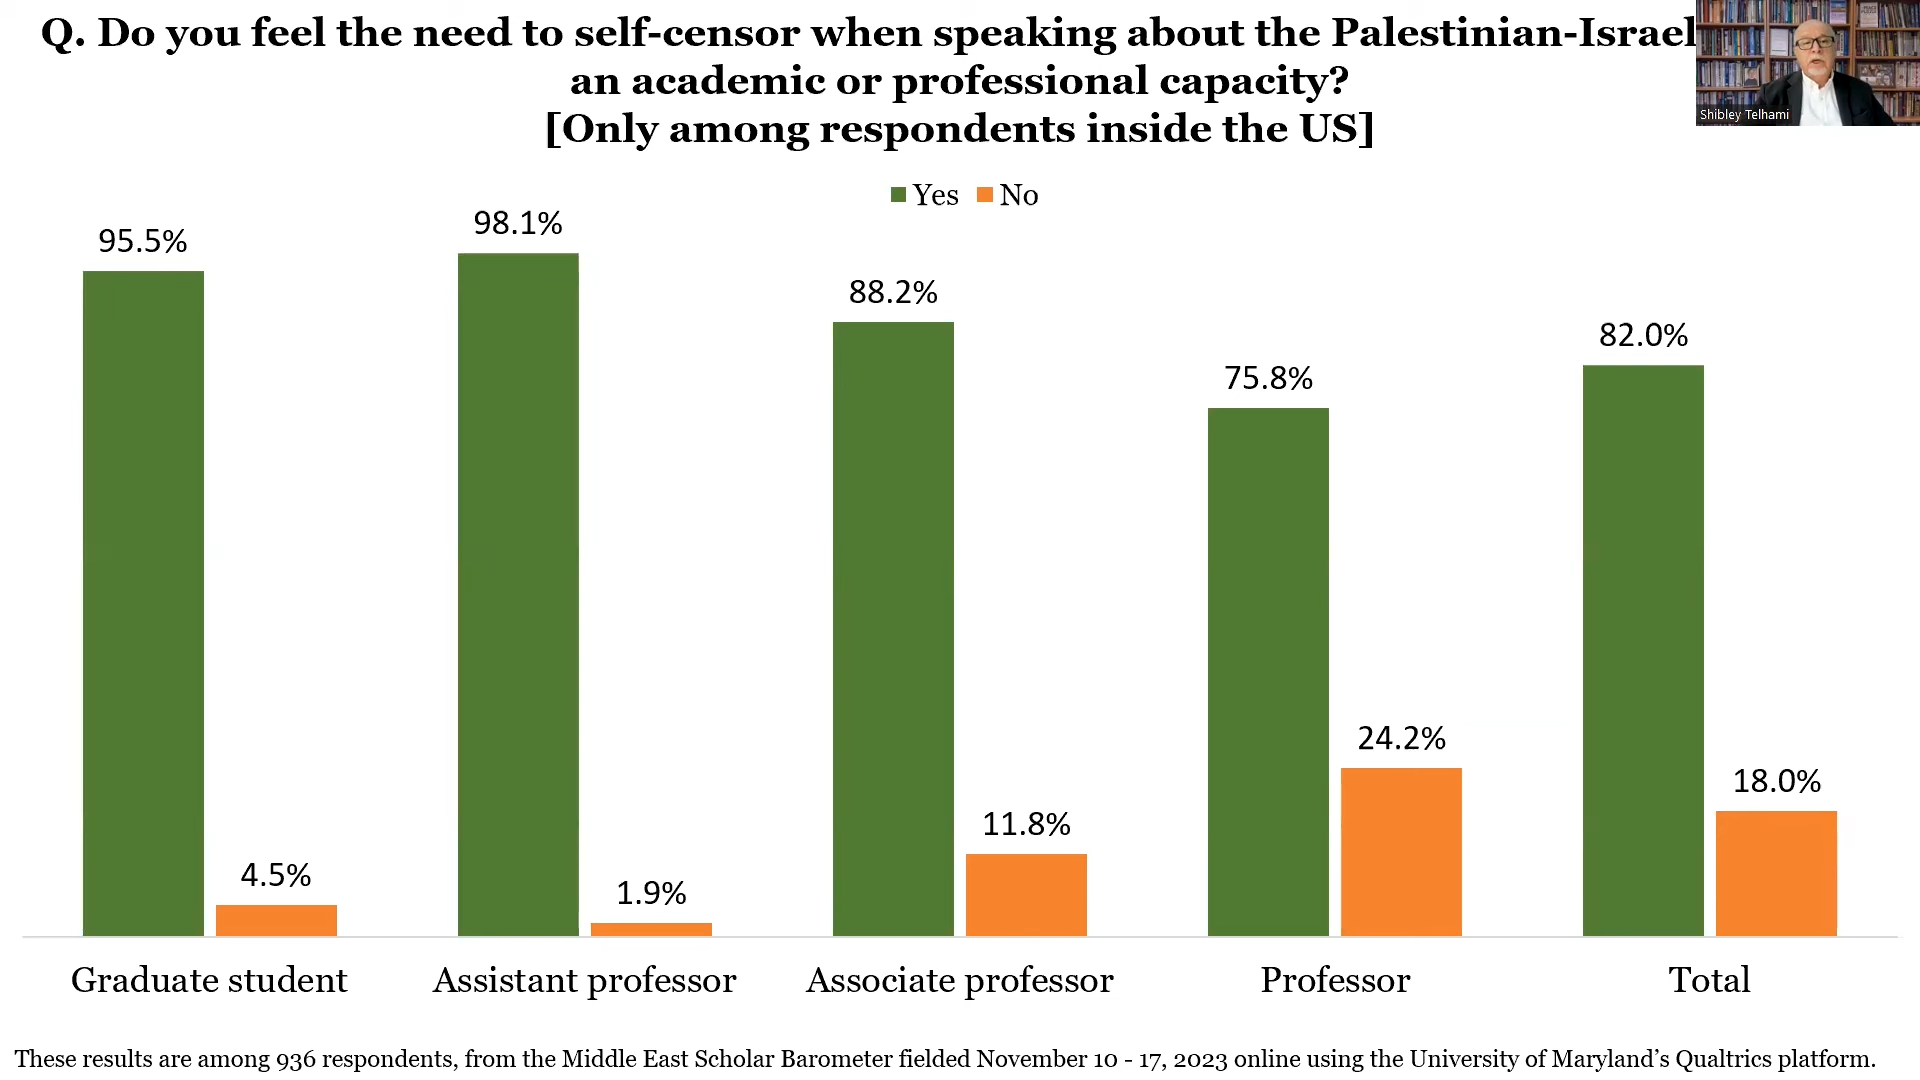 Q. Do you feel the need to self-censor when speaking about the Palestinian-Israel
an academic or professional capacity?
[Only among respondents inside the US]
Shibley Telhami
Yes No
95.5% 98.1% 88.2% 75.8% 82.0%
4.5% 1.9% 11.8% 24.2% 18.0%
Graduate student Assistant professor Associate professor Professor Total
These results are among 936 respondents, from the Middle East Scholar Barometer fielded November 10 - 17, 2023 online using the University of Maryland’s Qualtrics platform.